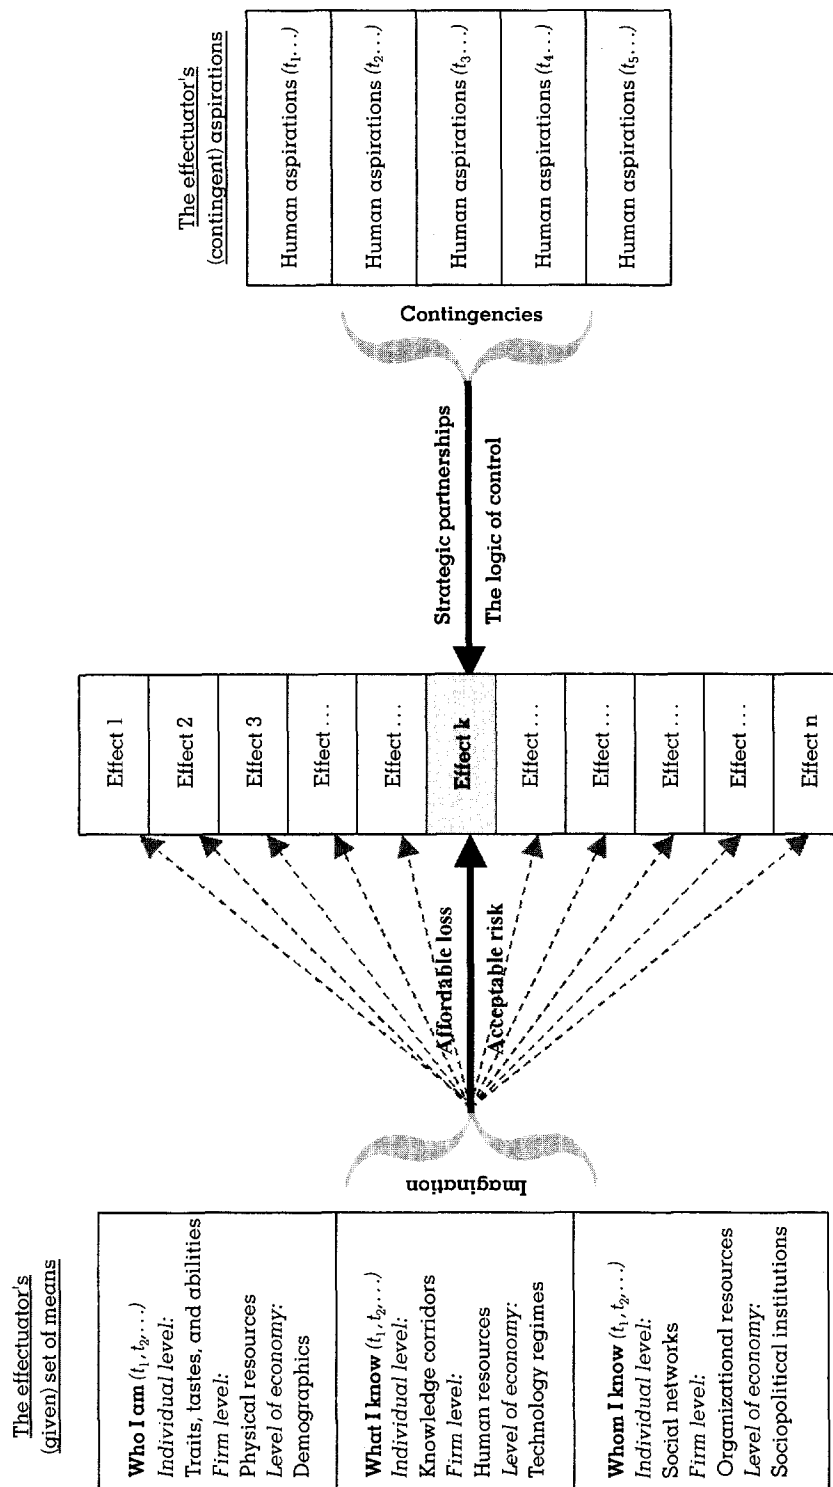 The effectuator's
(given) set of means
Who I am (t₁, t₂,...)
Individual level:
Traits, tastes, and abilities
Firm level:
Physical resources
Level of economy:
Demographics
What I know (t₁, t₂,...)
Individual level:
Knowledge corridors
Firm level:
Human resources
Level of economy:
Technology regimes
Whom I know (t₁, t₂,...)
Individual level:
Social networks
Firm level:
Organizational resources
Level of economy:
Sociopolitical institutions
Imagination
Affordable loss
Acceptable risk
Effect 1
Effect 2
Effect 3
Effect ...
Effect ...
Effect k
Effect ...
Effect ...
Effect ...
Effect ...
Effect n
Strategic partnerships
The logic of control
Contingencies
The effectuator's
(contingent) aspirations
Human aspirations (t₁...)
Human aspirations (t₂...)
Human aspirations (t₃...)
Human aspirations (t₄...)
Human aspirations (t₅...)